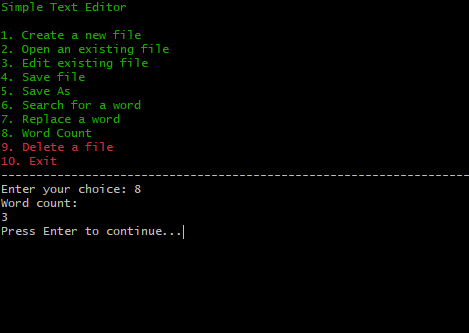 Simple Text Editor
1. Create a new file
2. Open an existing file
3. Edit existing file
4. Save file
5. Save As
6. Search for a word
7. Replace a word
8. Word Count
9. Delete a file
10. Exit
-------------------------------------------------------------------
Enter your choice: 8
Word count:
3
Press Enter to continue...